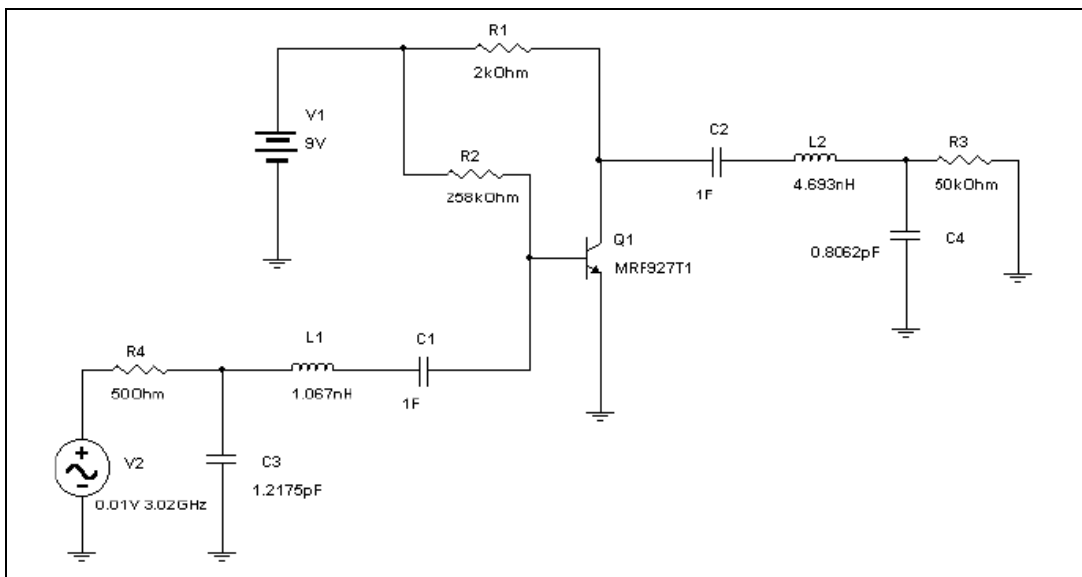 R1
2kOhm
V1
9V
R2
258kOhm
C2
1F
L2
4.693nH
R3
50kOhm
Q1
MRF927T1
0.8062pF
C4
L1
1.067nH
C1
1F
R4
50Ohm
V2
0.01V 3.02GHz
C3
1.2175pF